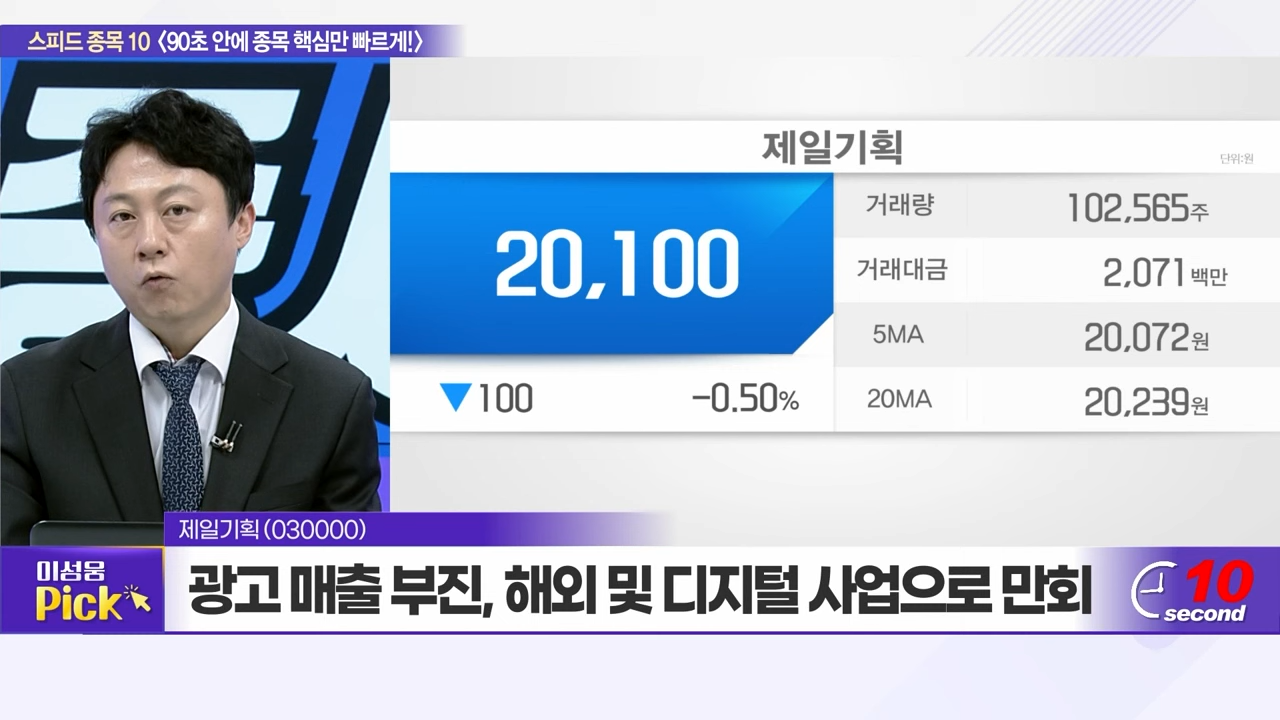 스피드 종목 10 〈90초 안에 종목 핵심만 빠르게!〉
제일기획
단위:원
20,100
▼100 -0.50%
거래량 102,565주
거래대금 2,071백만
5MA 20,072원
20MA 20,239원
제일기획(030000)
이성웅
Pick
광고 매출 부진, 해외 및 디지털 사업으로 만회
10
second